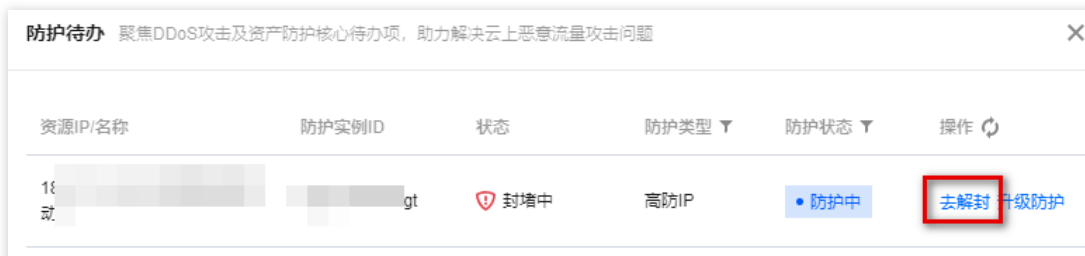 防护待办 聚焦DDoS攻击及资产防护核心待办项，助力解决云上恶意流量攻击问题
资源IP/名称 防护实例ID 状态 防护类型 防护状态 操作
18 gt 封堵中 高防IP 防护中 去解封 升级防护
动